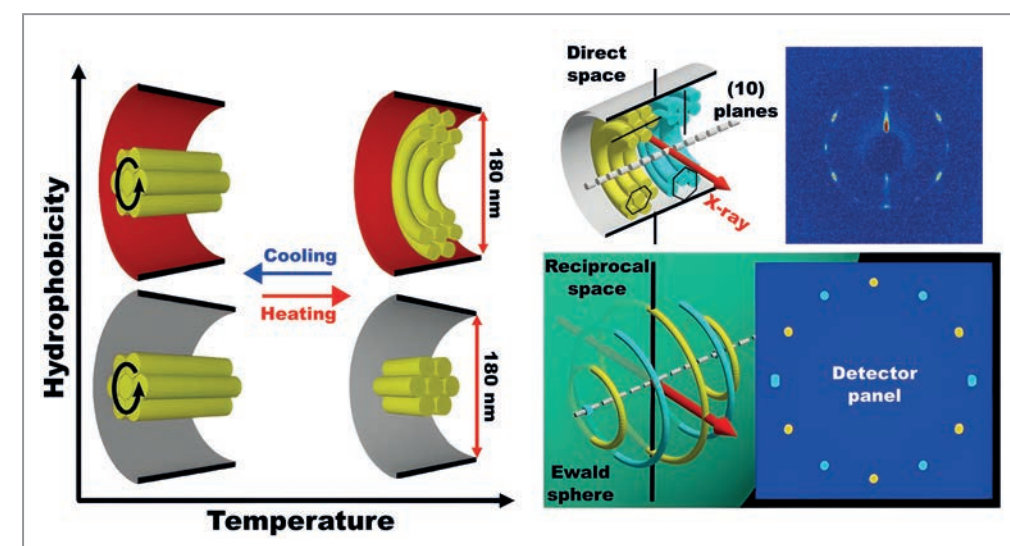 Hydrophobicity
Temperature
Cooling
Heating
180 nm
180 nm
Direct
space
(10)
planes
X-ray
Reciprocal
space
Ewald
sphere
Detector
panel